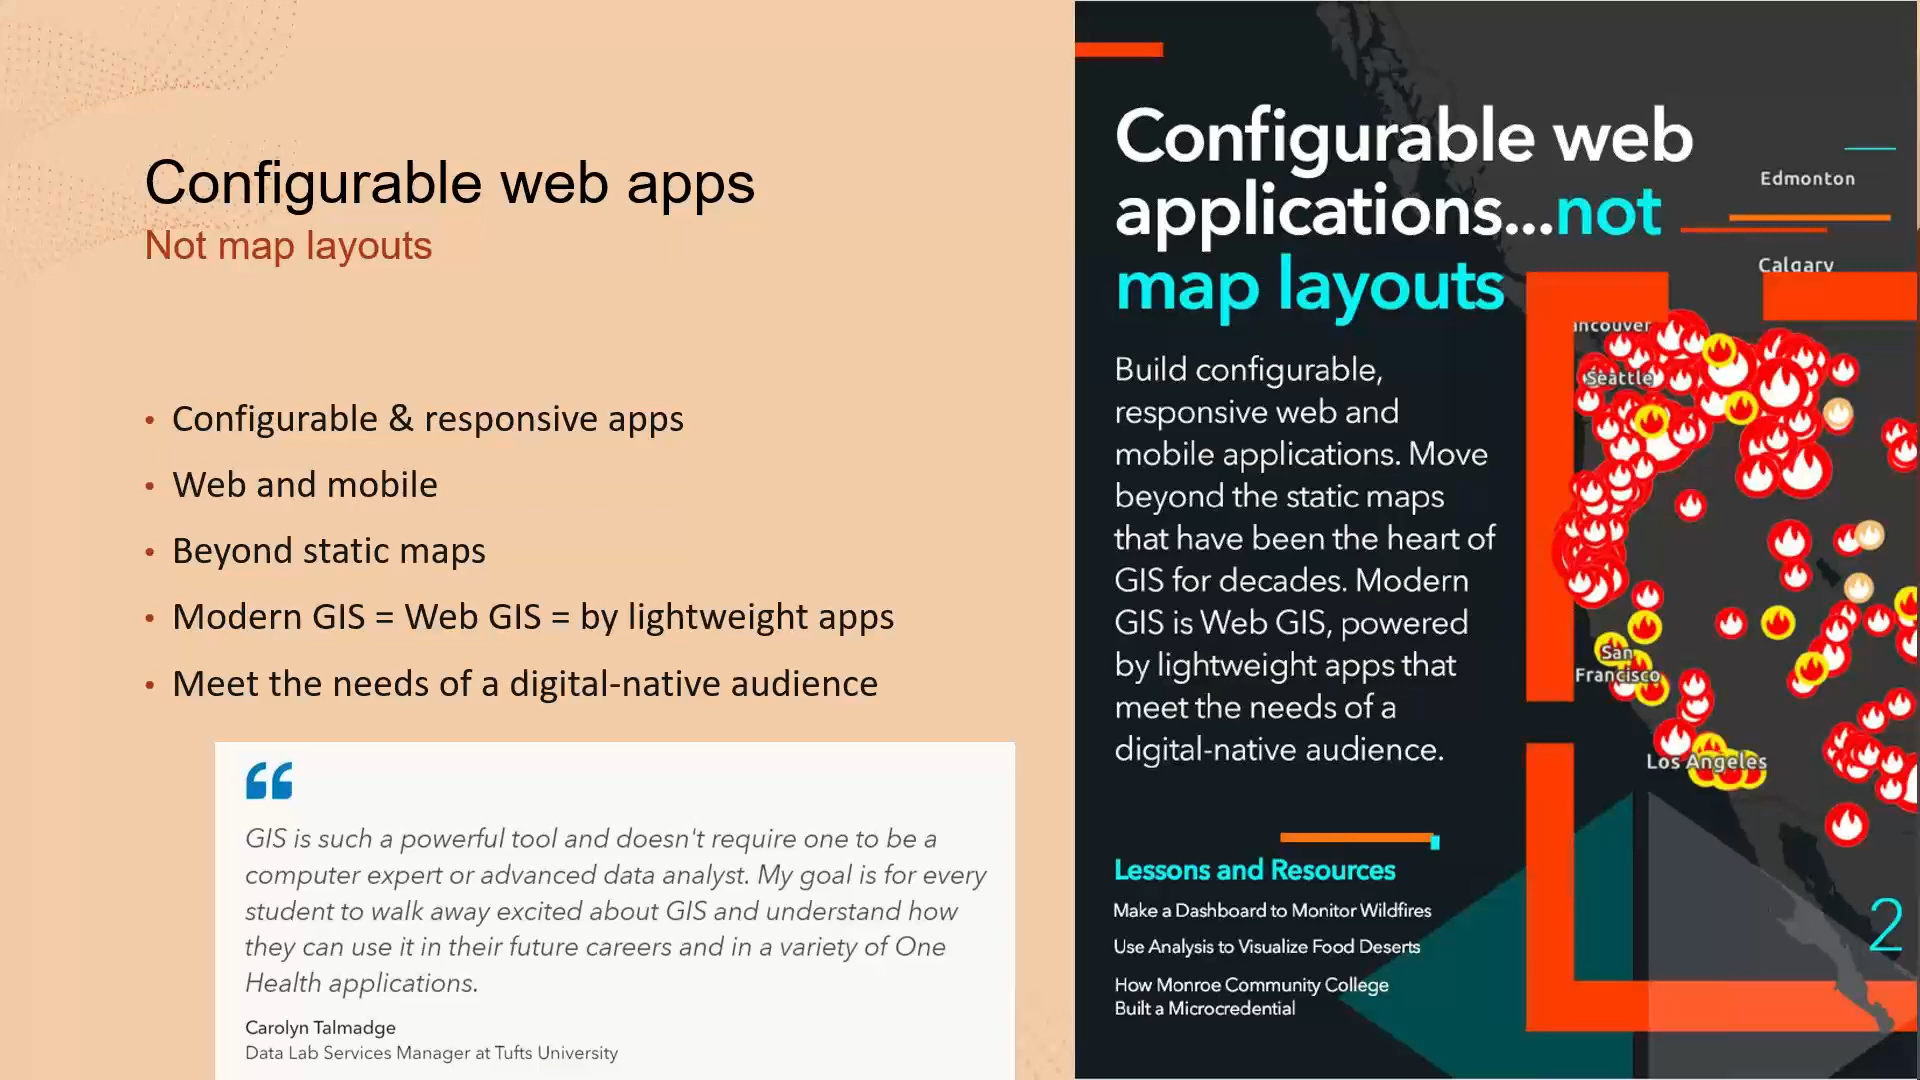 Configurable web apps
Not map layouts
• Configurable & responsive apps
• Web and mobile
• Beyond static maps
• Modern GIS = Web GIS = by lightweight apps
• Meet the needs of a digital-native audience
“
GIS is such a powerful tool and doesn't require one to be a
computer expert or advanced data analyst. My goal is for every
student to walk away excited about GIS and understand how
they can use it in their future careers and in a variety of One
Health applications.
Carolyn Talmadge
Data Lab Services Manager at Tufts University
Configurable web
applications...not
map layouts
Build configurable,
responsive web and
mobile applications. Move
beyond the static maps
that have been the heart of
GIS for decades. Modern
GIS is Web GIS, powered
by lightweight apps that
meet the needs of a
digital-native audience.
Lessons and Resources
Make a Dashboard to Monitor Wildfires
Use Analysis to Visualize Food Deserts
How Monroe Community College
Built a Microcredential
Edmonton
Calgary
ancouver
Seattle
San
Francisco
Los Angeles
2